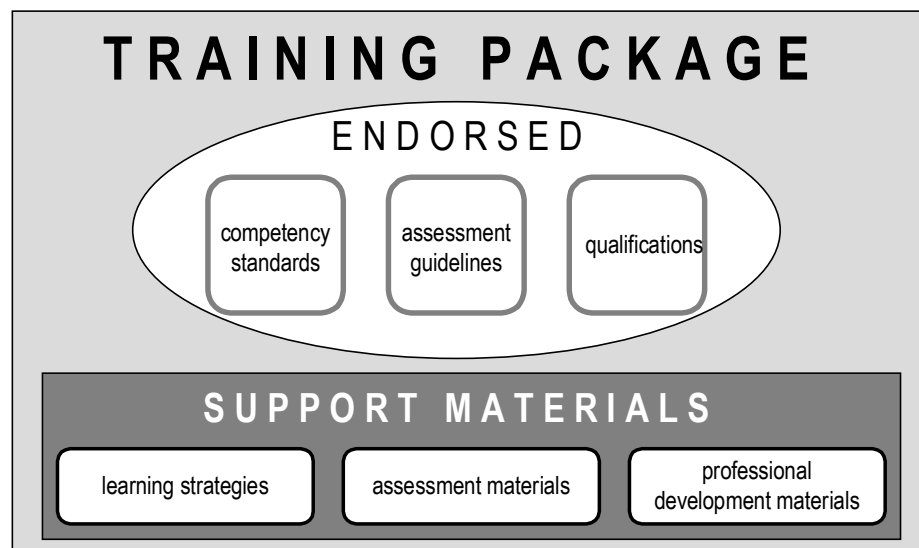 TRAINING PACKAGE
ENDORSED
competency
standards
assessment
guidelines
qualifications
SUPPORT MATERIALS
learning strategies
assessment materials
professional
development materials